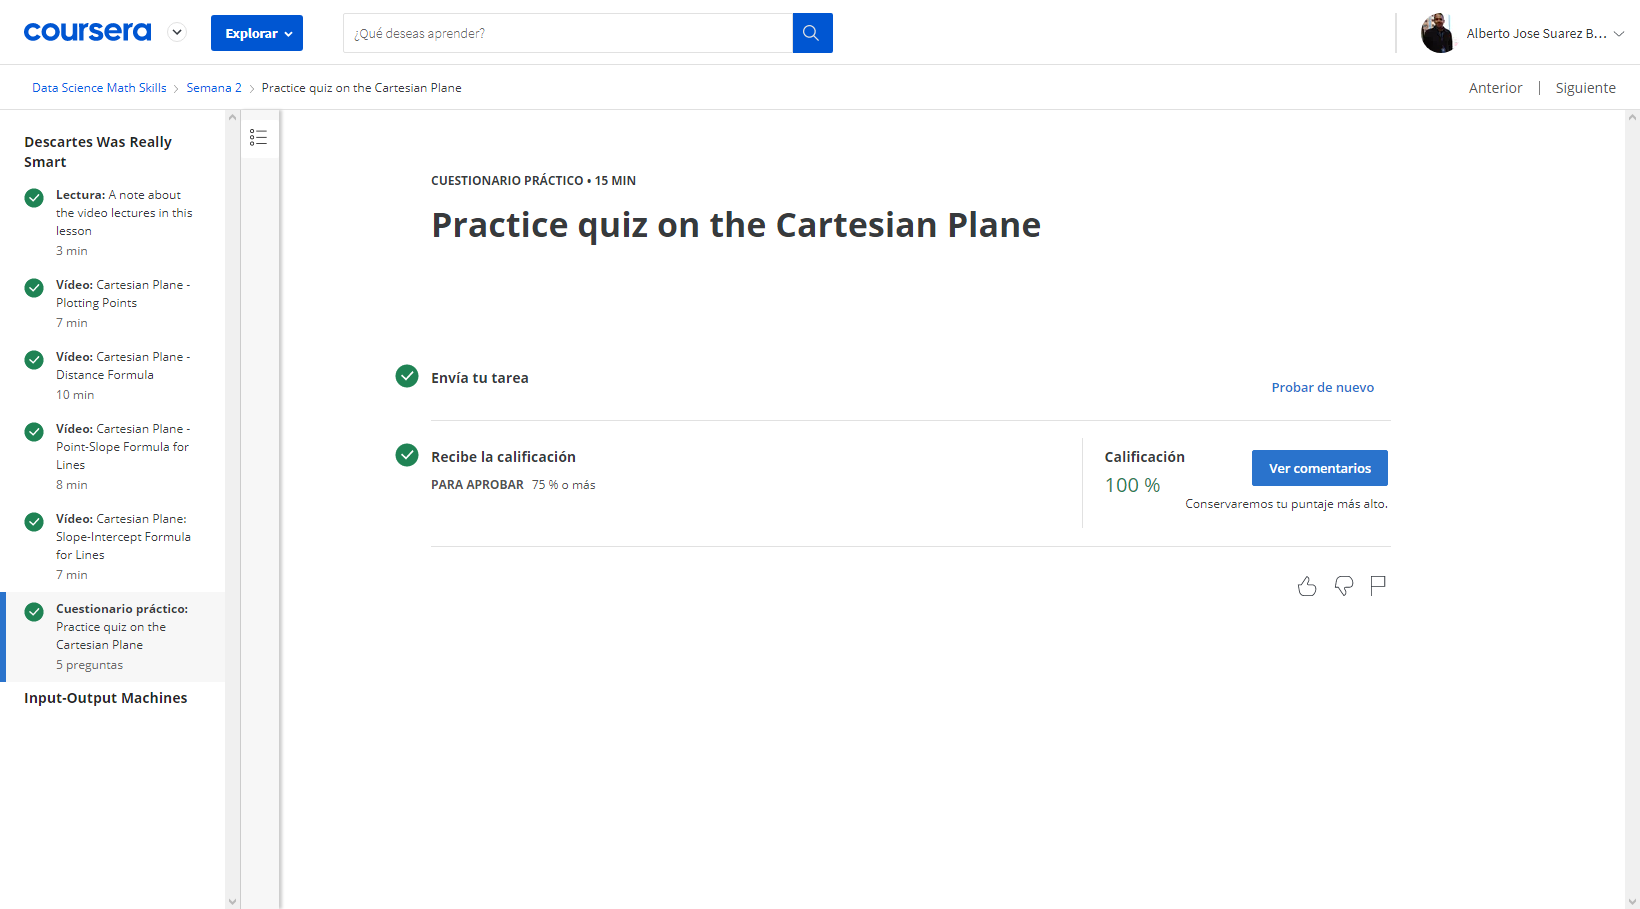 coursera
Explorar
¿Qué deseas aprender?
Alberto Jose Suarez B...
Data Science Math Skills > Semana 2 > Practice quiz on the Cartesian Plane
Anterior | Siguiente
Descartes Was Really
Smart
Lectura: A note about
the video lectures in this
lesson
3 min
Vídeo: Cartesian Plane -
Plotting Points
7 min
Vídeo: Cartesian Plane -
Distance Formula
10 min
Vídeo: Cartesian Plane -
Point-Slope Formula for
Lines
8 min
Vídeo: Cartesian Plane:
Slope-Intercept Formula
for Lines
7 min
Cuestionario práctico:
Practice quiz on the
Cartesian Plane
5 preguntas
Input-Output Machines
CUESTIONARIO PRÁCTICO • 15 MIN
Practice quiz on the Cartesian Plane
Envía tu tarea
Probar de nuevo
Recibe la calificación
PARA APROBAR 75 % o más
Calificación
100 %
Ver comentarios
Conservaremos tu puntaje más alto.